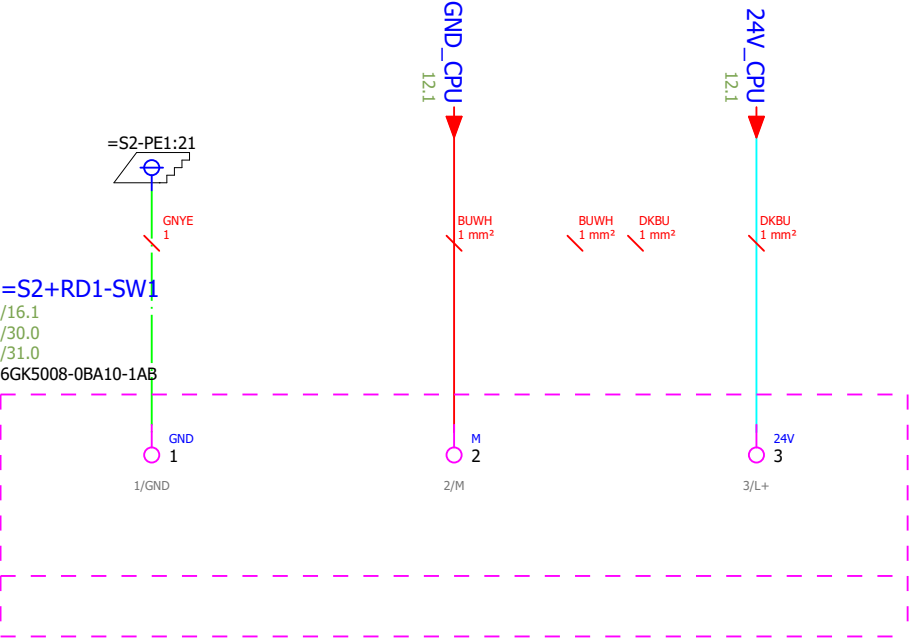 GND_CPU
12.1
24V_CPU
12.1
=S2-PE1:21
GNYE
1
BUWH
1 mm²
BUWH
1 mm²
DKBU
1 mm²
DKBU
1 mm²
=S2+RD1-SW1
/16.1
/30.0
/31.0
6GK5008-0BA10-1AB
GND
1
1/GND
M
2
2/M
24V
3
3/L+